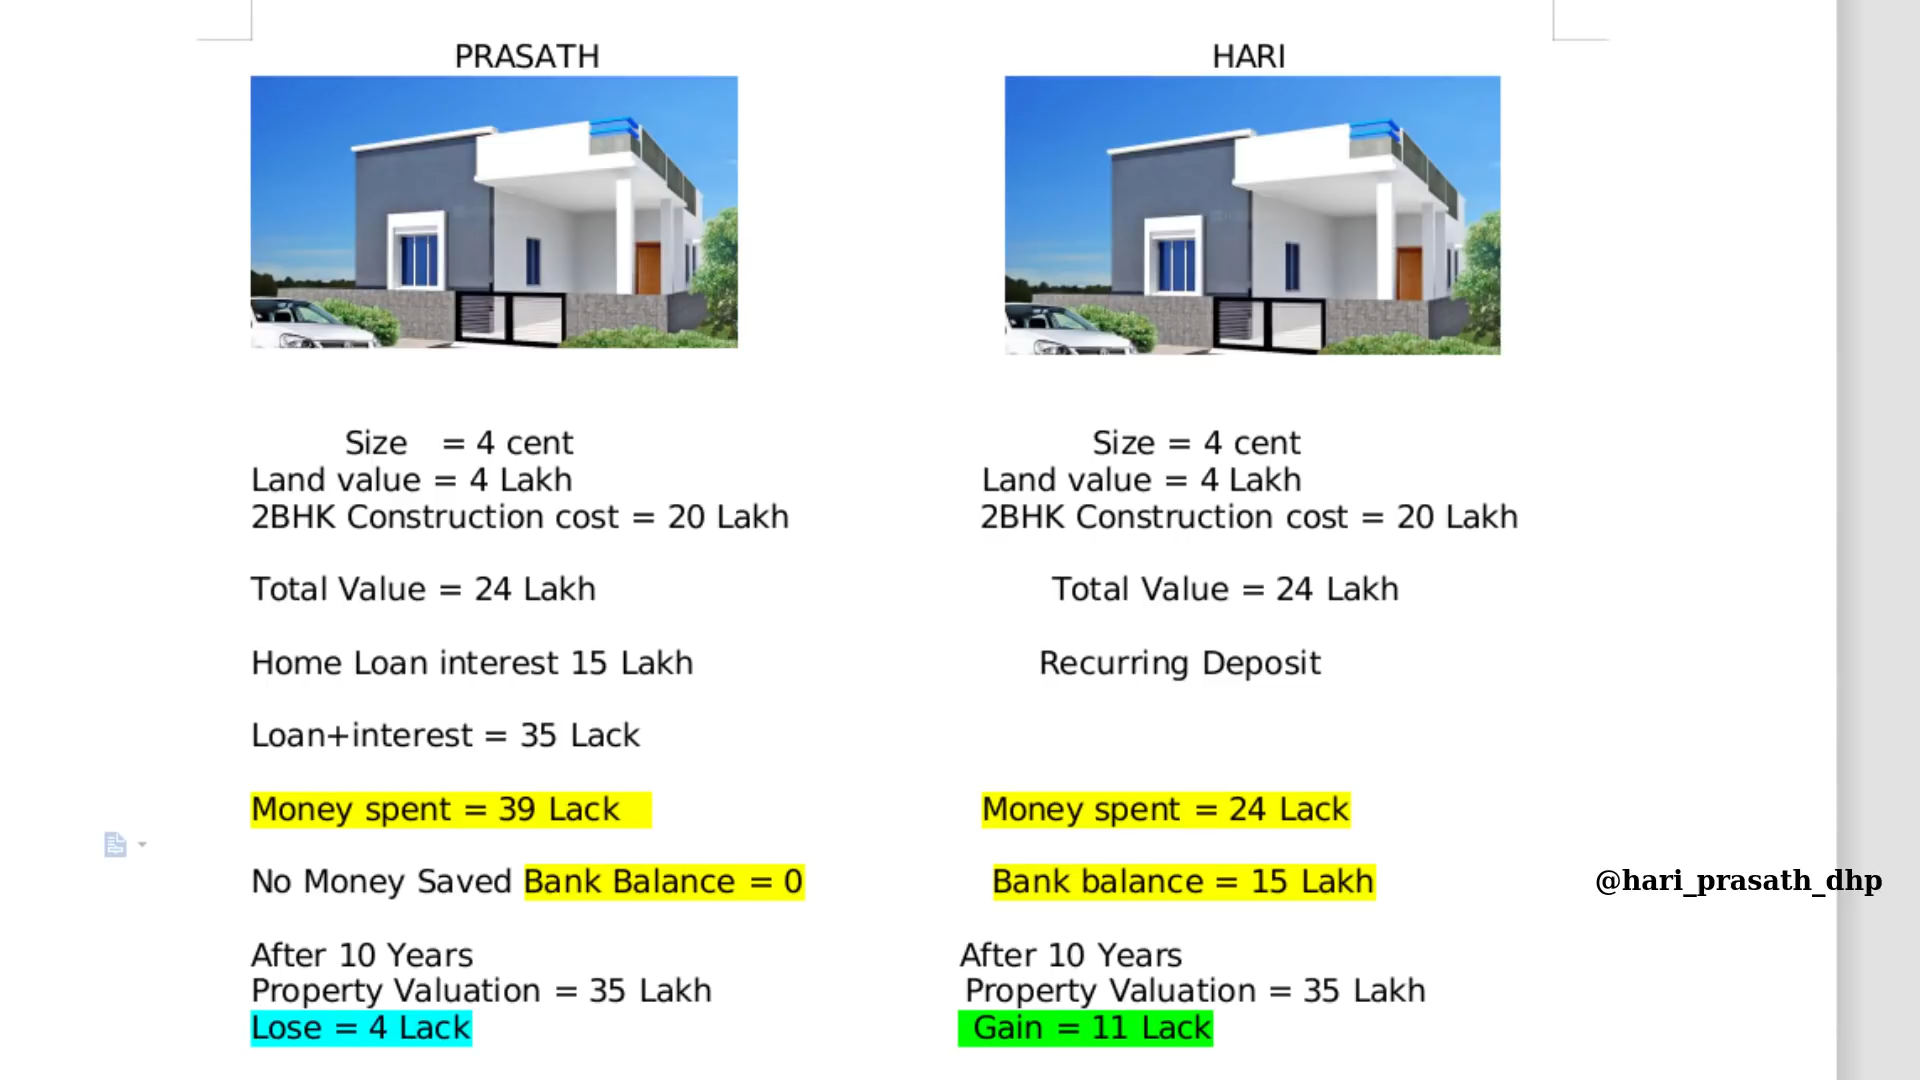 PRASATH
HARI
Size = 4 cent
Land value = 4 Lakh
2BHK Construction cost = 20 Lakh
Total Value = 24 Lakh
Home Loan interest 15 Lakh
Loan+interest = 35 Lack
Money spent = 39 Lack
No Money Saved Bank Balance = 0
After 10 Years
Property Valuation = 35 Lakh
Lose = 4 Lack
Size = 4 cent
Land value = 4 Lakh
2BHK Construction cost = 20 Lakh
Total Value = 24 Lakh
Recurring Deposit
Money spent = 24 Lack
Bank balance = 15 Lakh
After 10 Years
Property Valuation = 35 Lakh
Gain = 11 Lack
@hari_prasath_dhp